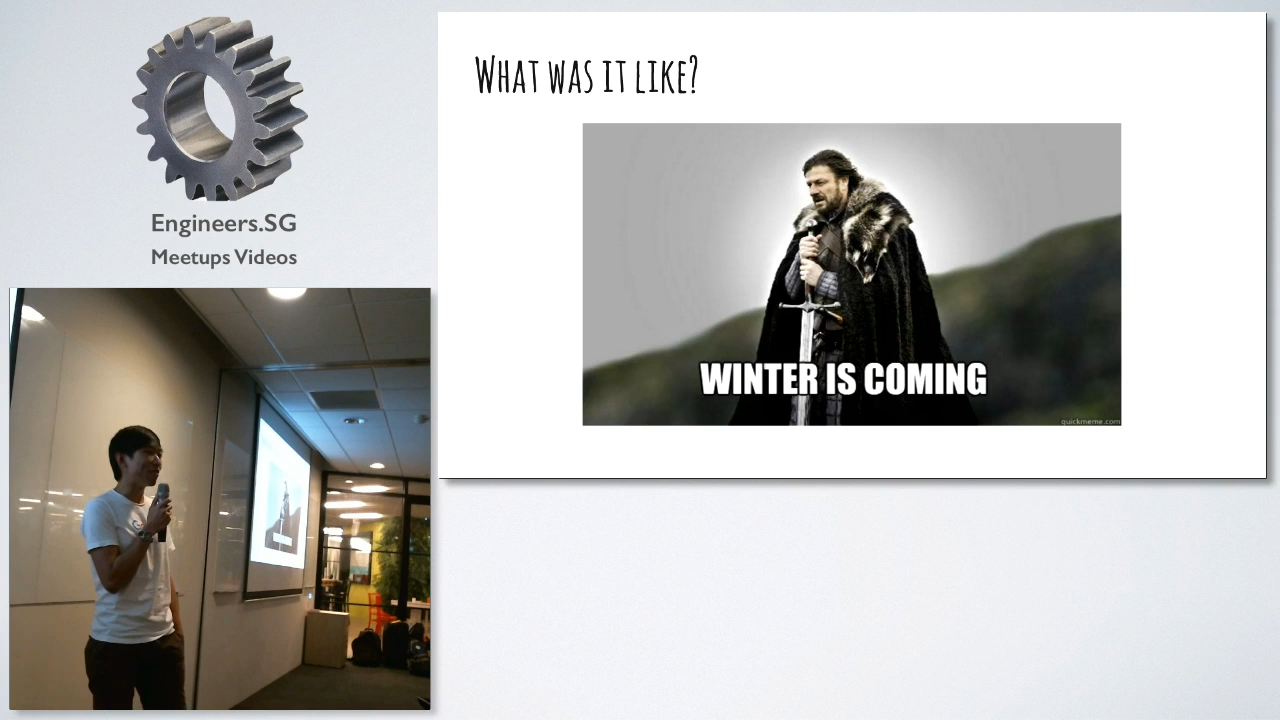 Engineers.SG
Meetups Videos
WHAT WAS IT LIKE?
WINTER IS COMING
quickmeme.com